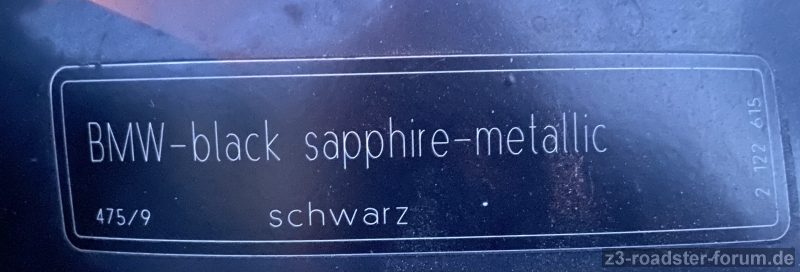 BMW-black sapphire-metallic
475/9 schwarz
2 122 615
z3-roadster-forum.de